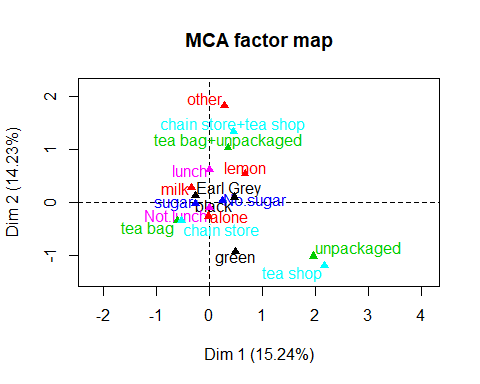 MCA factor map
other
chain store+tea shop
tea bag+unpackaged
lunch
lemon
milk
Earl Grey
sugar
black
No.sugar
Not.lunch
alone
tea bag
chain store
green
unpackaged
tea shop
2
1
0
-1
Dim 2 (14.23%)
-2 -1 0 1 2 3 4
Dim 1 (15.24%)